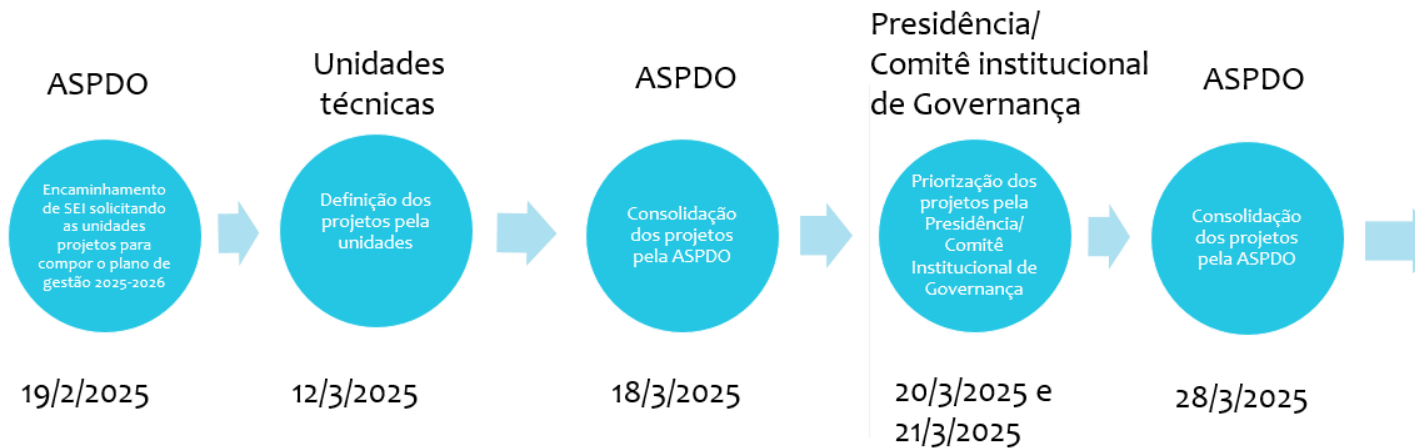 ASPDO
Encaminhamento
de SEI solicitando
as unidades
projetos para
compor o plano de
gestão 2025-2026
19/2/2025
Unidades
técnicas
Definição dos
projetos pela
unidades
12/3/2025
ASPDO
Consolidação
dos projetos
pela ASPDO
18/3/2025
Presidência/
Comitê institucional
de Governança
Priorização dos
projetos pela
Presidência/
Comitê
Institucional de
Governança
20/3/2025 e
21/3/2025
ASPDO
Consolidação
dos projetos
pela ASPDO
28/3/2025